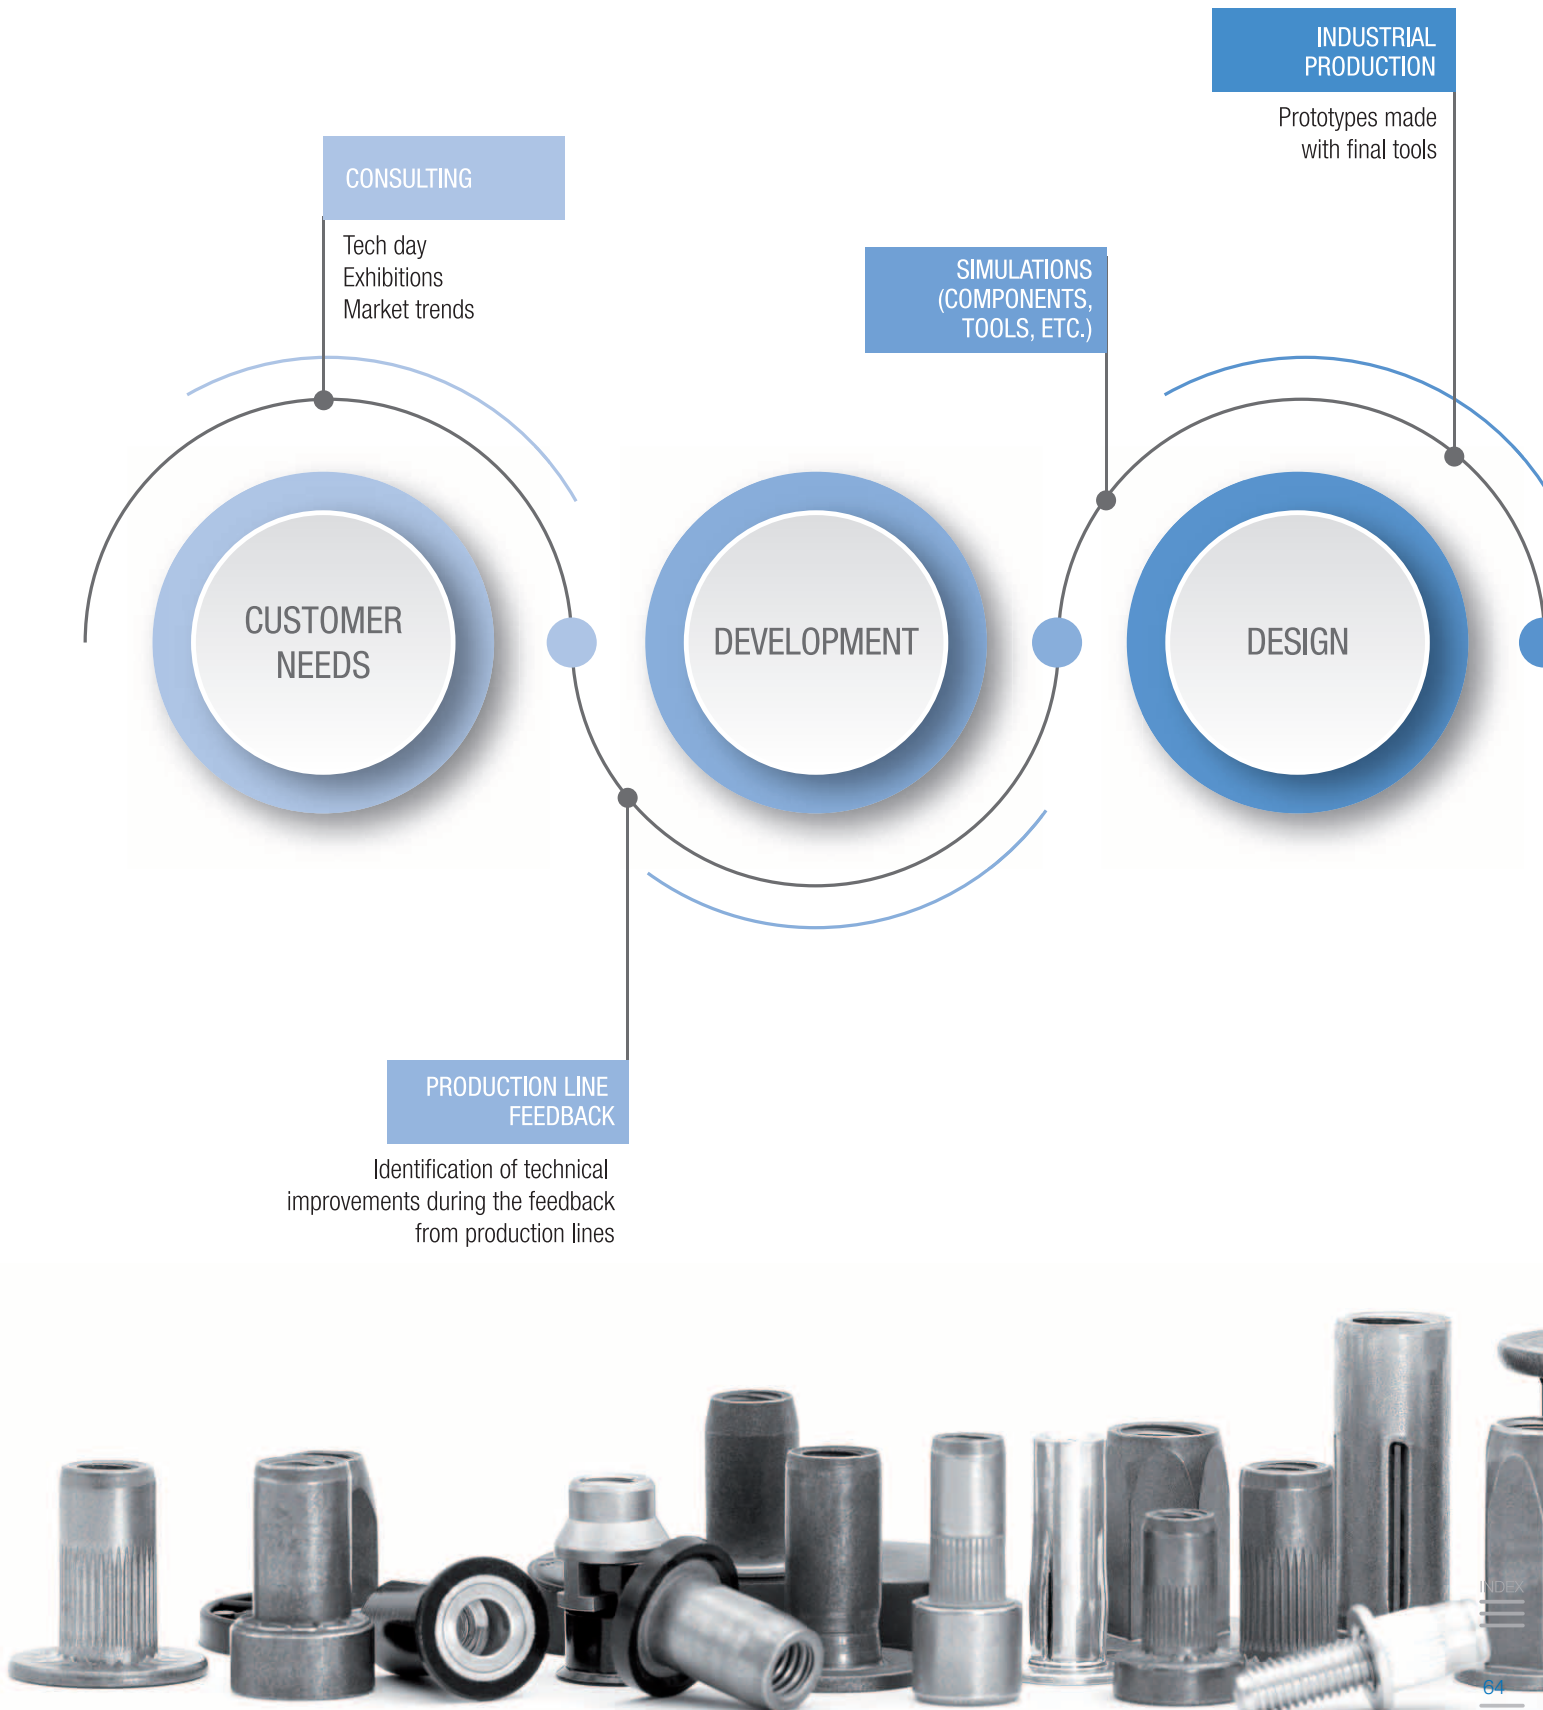 INDUSTRIAL
PRODUCTION
Prototypes made
with final tools
CONSULTING
Tech day
Exhibitions
Market trends
SIMULATIONS
(COMPONENTS,
TOOLS, ETC.)
CUSTOMER
NEEDS
DEVELOPMENT
DESIGN
PRODUCTION LINE
FEEDBACK
Identification of technical
improvements during the feedback
from production lines
INDEX
64